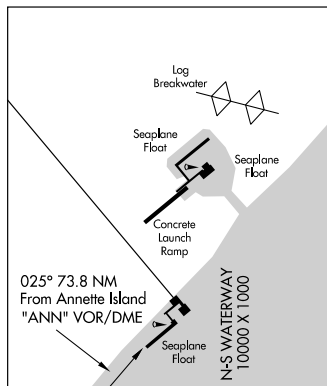 Log
Breakwater
Seaplane
Float
Seaplane
Float
Concrete
Launch
Ramp
025° 73.8 NM
From Annette Island
"ANN" VOR/DME
Seaplane
Float
N-S WATERWAY
10000 X 1000